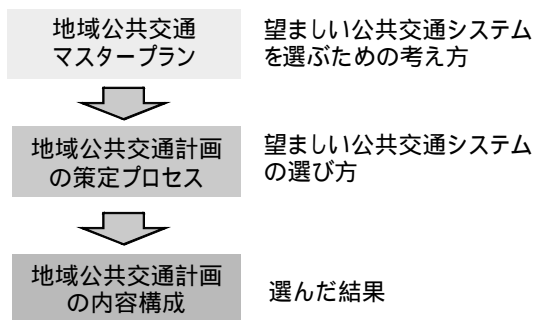 地域公共交通
マスタープラン
望ましい公共交通システム
を選ぶための考え方
地域公共交通計画
の策定プロセス
望ましい公共交通システム
の選び方
地域公共交通計画
の内容構成
選んだ結果